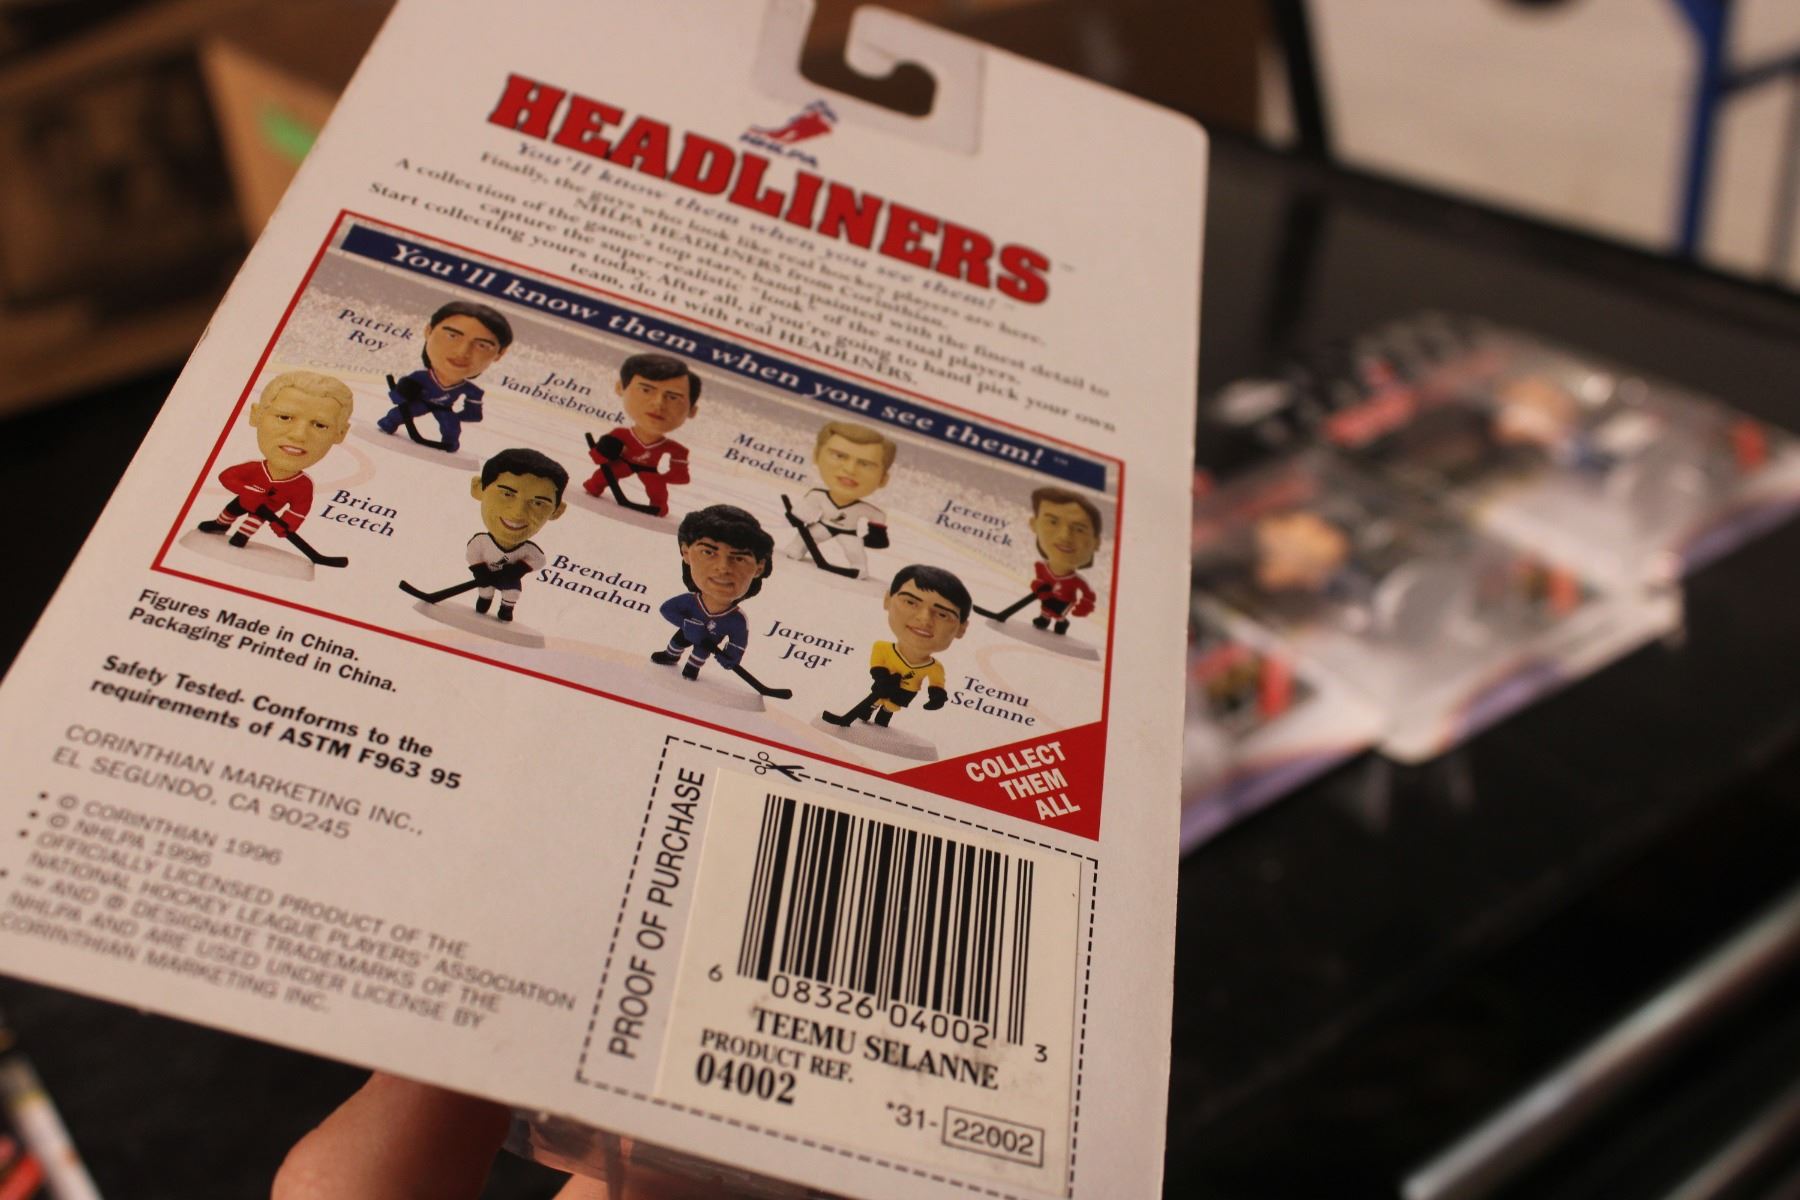 NHLPA
HEADLINERS™
You'll know them when you see them!™
Finally, the guys who look like real hockey players are here.
NHLPA HEADLINERS from Corinthian.
A collection of the game's top stars, hand-painted with the finest detail to
capture the super-realistic "look" of the actual players.
Start collecting yours today. After all, if you're going to hand pick your own
team, do it with real HEADLINERS.
You'll know them when you see them!™
Patrick
Roy
John
Vanbiesbrouck
Martin
Brodeur
Jeremy
Roenick
Brian
Leetch
Brendan
Shanahan
Jaromir
Jagr
Teemu
Selanne
COLLECT
THEM
ALL
Figures Made in China.
Packaging Printed in China.
Safety Tested- Conforms to the
requirements of ASTM F963 95
CORINTHIAN MARKETING INC.,
EL SEGUNDO, CA 90245
• © CORINTHIAN 1996
• © NHLPA 1996
• OFFICIALLY LICENSED PRODUCT OF THE
NATIONAL HOCKEY LEAGUE PLAYERS' ASSOCIATION
• ™ AND ® DESIGNATE TRADEMARKS OF THE
NHLPA AND ARE USED UNDER LICENSE BY
CORINTHIAN MARKETING INC.
PROOF OF PURCHASE
6 08326 04002 3
TEEMU SELANNE
PRODUCT REF.
04002
*31-22002